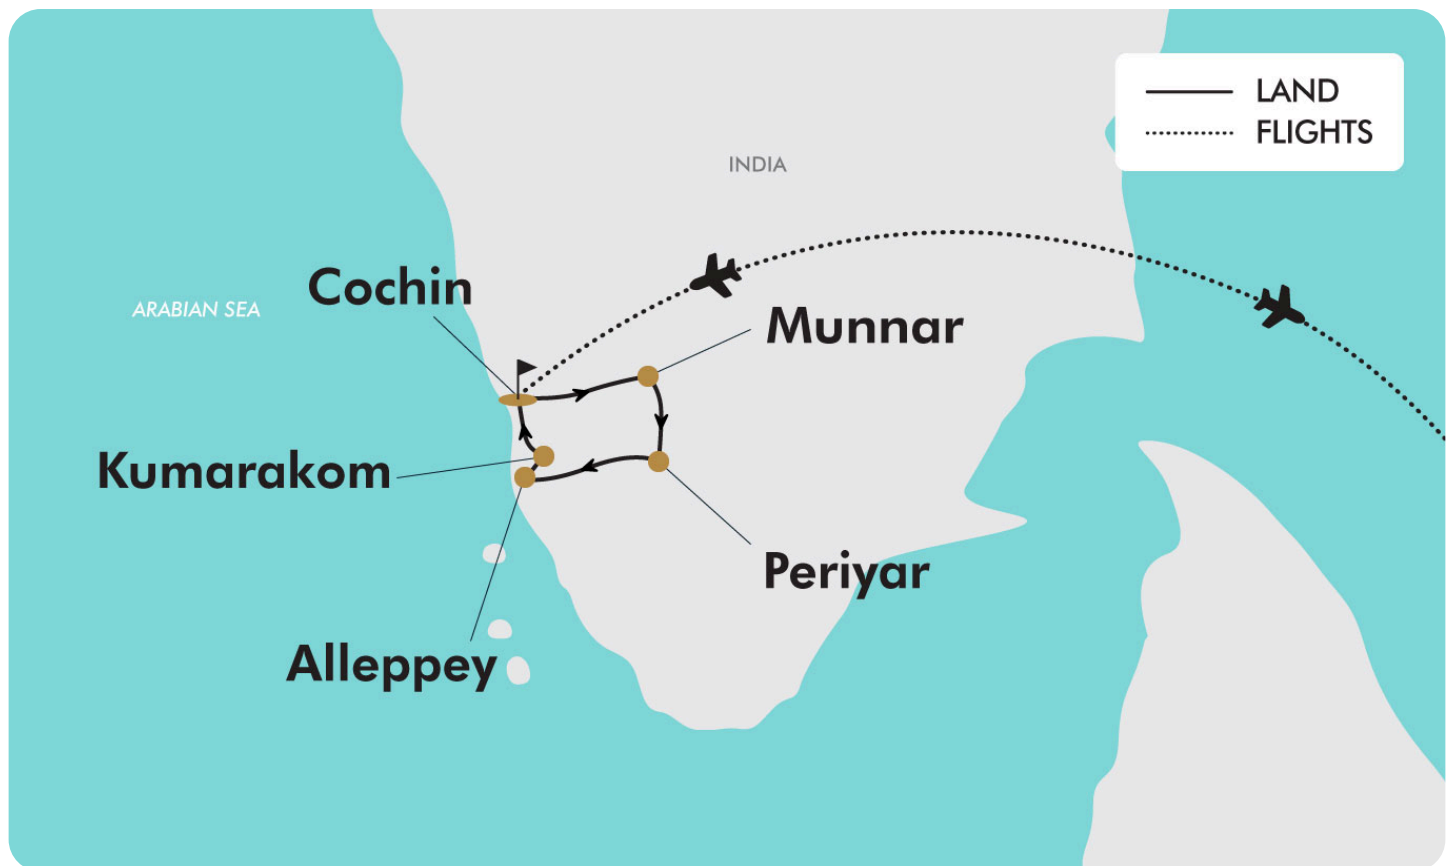 LAND
FLIGHTS
INDIA
Cochin
ARABIAN SEA
Munnar
Kumarakom
Periyar
Alleppey